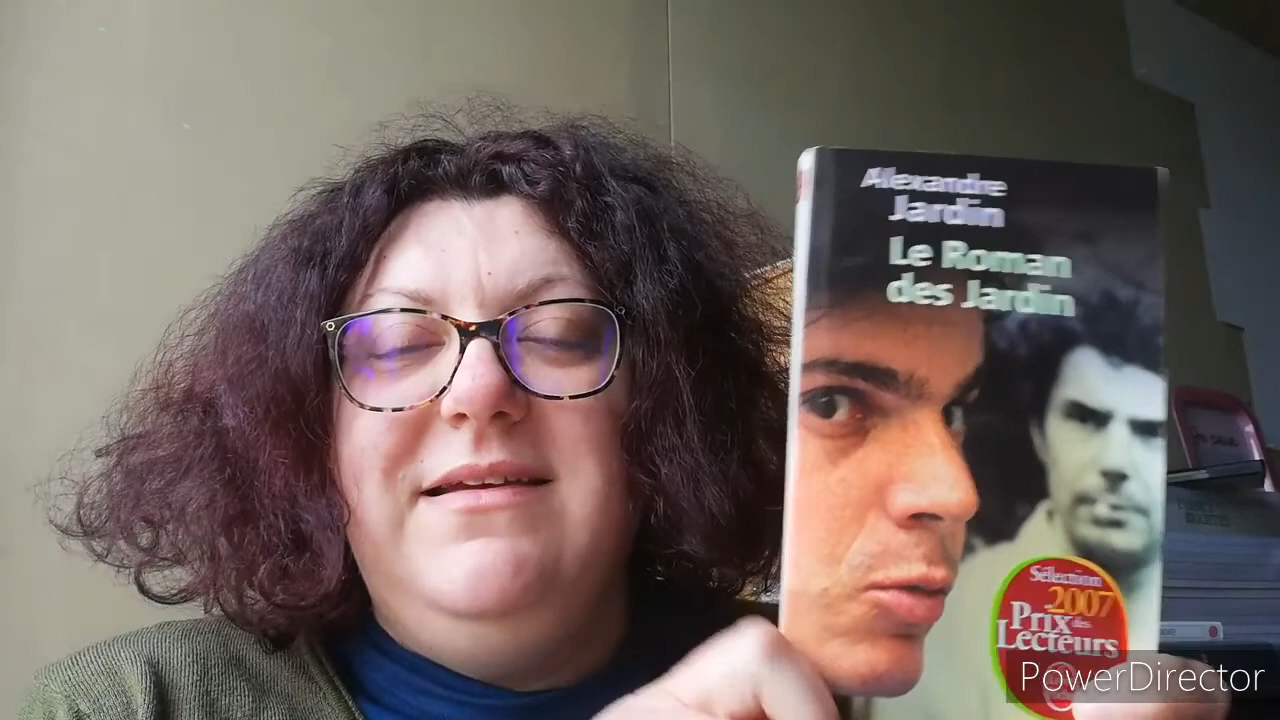 Alexandre
Jardin
Le Roman
des Jardin
Sélection
2007
Prix des
Lecteurs
PowerDirector